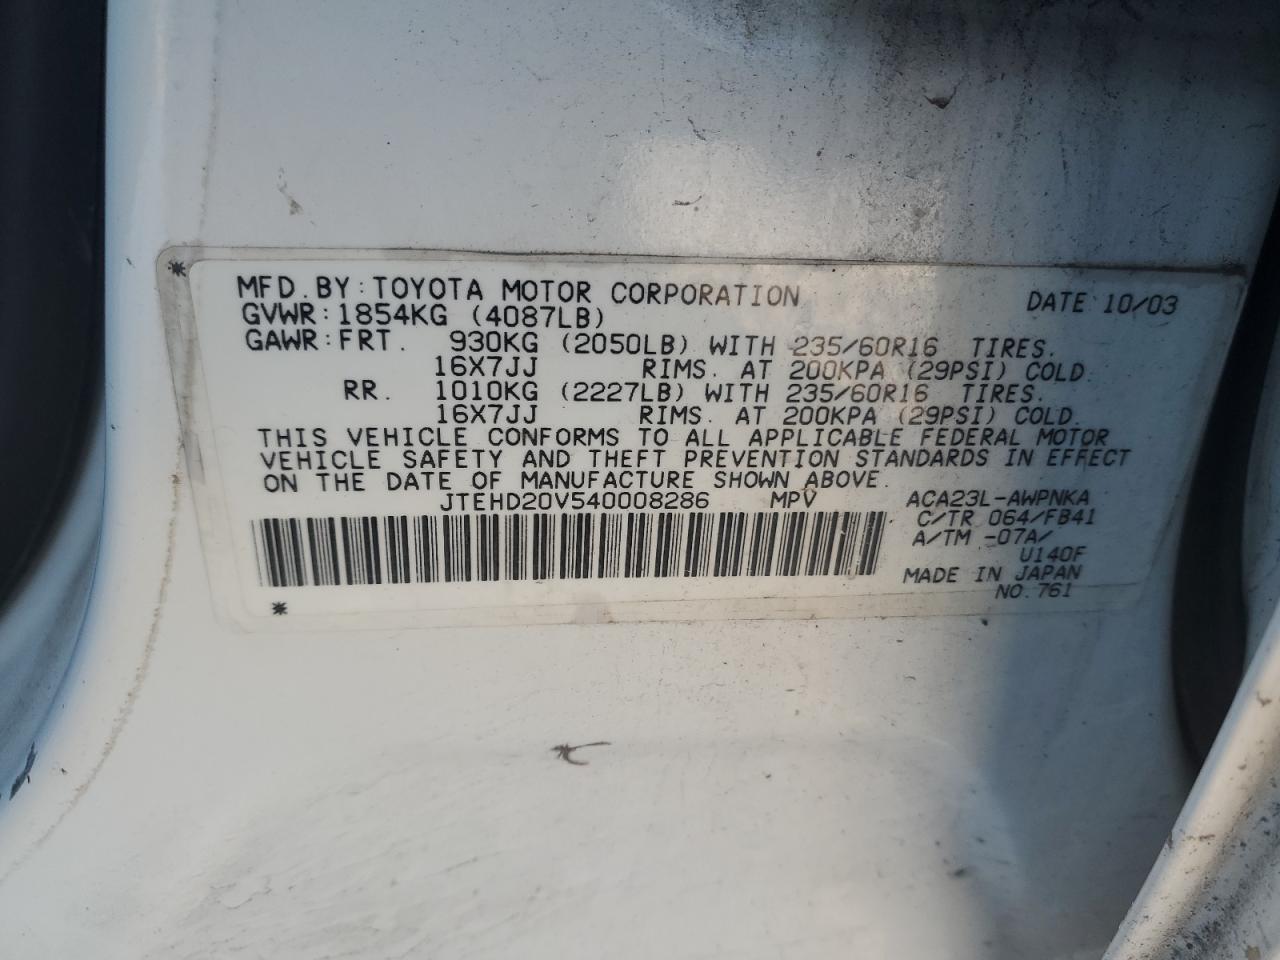 MFD. BY: TOYOTA MOTOR CORPORATION DATE 10/03
GVWR: 1854KG (4087LB)
GAWR: FRT. 930KG (2050LB) WITH 235/60R16 TIRES.
16X7JJ RIMS. AT 200KPA (29PSI) COLD.
RR. 1010KG (2227LB) WITH 235/60R16 TIRES.
16X7JJ RIMS. AT 200KPA (29PSI) COLD.
THIS VEHICLE CONFORMS TO ALL APPLICABLE FEDERAL MOTOR
VEHICLE SAFETY AND THEFT PREVENTION STANDARDS IN EFFECT
ON THE DATE OF MANUFACTURE SHOWN ABOVE.
JTEHD20V540008286 MPV ACA23L-AWPNKA
C/TR 064/FB41
A/TM -07A/
U140F
MADE IN JAPAN
NO. 761